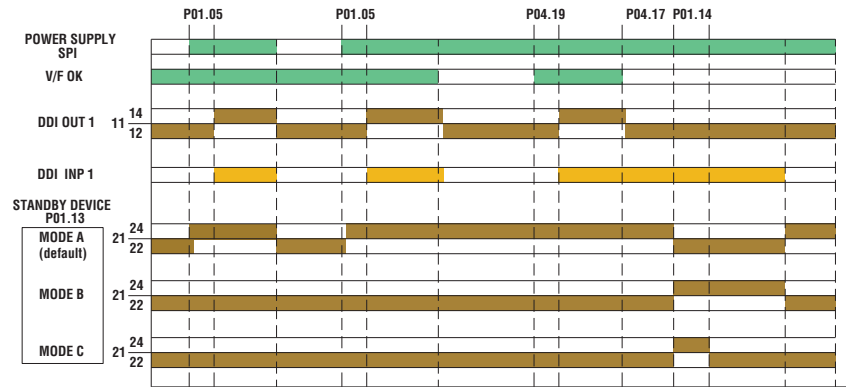 P01.05 P01.05 P04.19 P04.17 P01.14
POWER SUPPLY
SPI
V/F OK
DDI OUT 1 11 14
12
DDI INP 1
STANDBY DEVICE
P01.13
MODE A
(default)
21 24
22
MODE B 21 24
22
MODE C 21 24
22